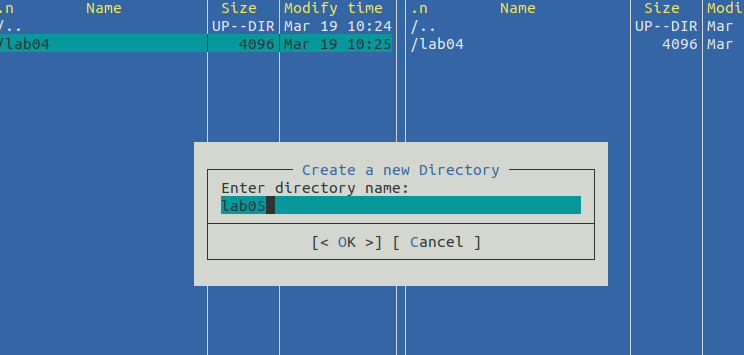 .n Name Size Modify time .n Name Size Modi
/.. UP--DIR Mar 19 10:24 /.. UP--DIR Mar
/lab04 4096 Mar 19 10:25 /lab04 4096 Mar
Create a new Directory
Enter directory name:
lab05
[< OK >] [ Cancel ]